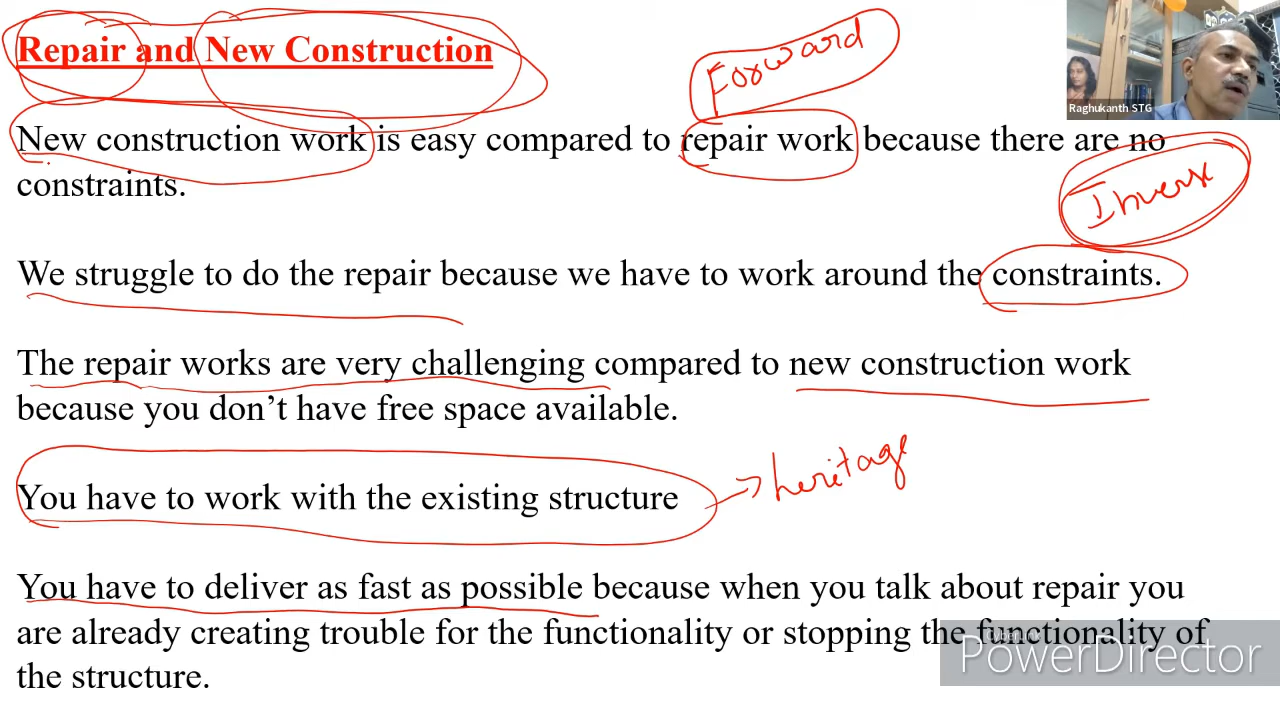 Repair and New Construction
Forward
Raghukanth STG
New construction work is easy compared to repair work because there are no
constraints.
Inverse
We struggle to do the repair because we have to work around the constraints.
The repair works are very challenging compared to new construction work
because you don’t have free space available.
heritage
You have to work with the existing structure
You have to deliver as fast as possible because when you talk about repair you
are already creating trouble for the functionality or stopping the functionality of
the structure.
CyberLink
PowerDirector